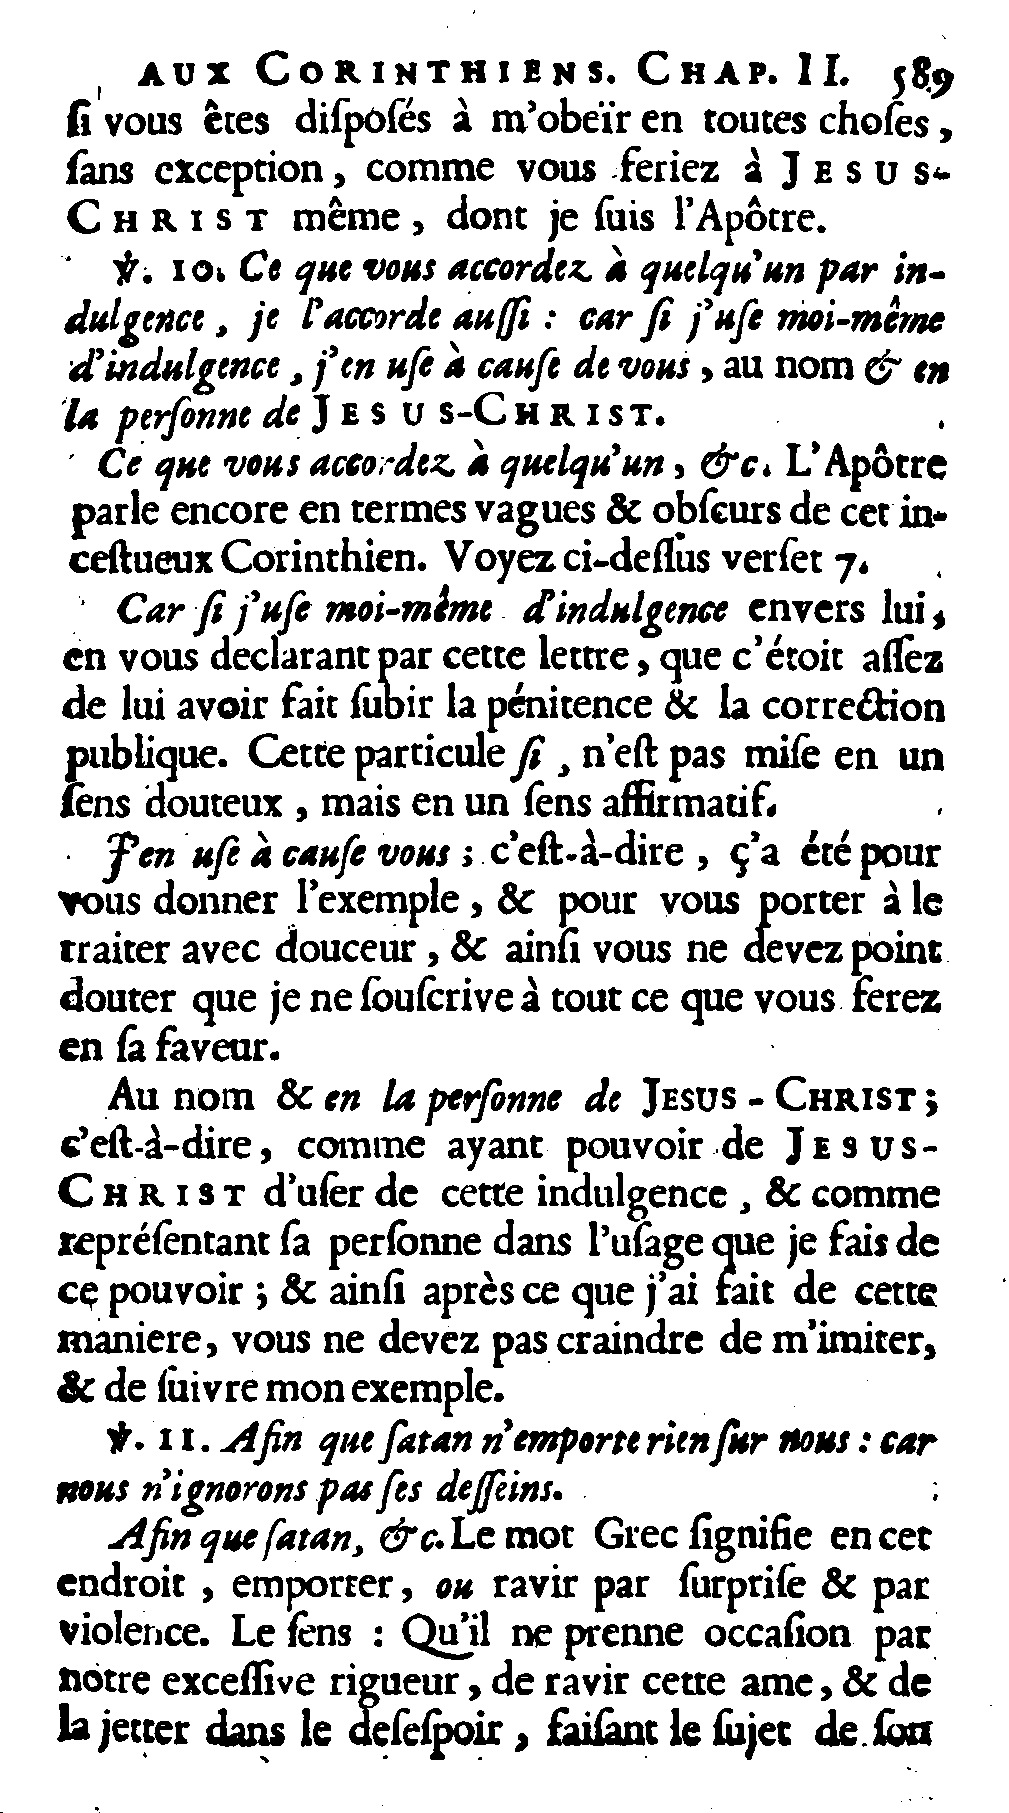 AUX CORINTHIENS. CHAP. II. 589
ſi vous êtes diſpoſés à m'obeïr en toutes choſes,
ſans exception, comme vous feriez à JESUS-
CHRIST même, dont je ſuis l'Apôtre.
℣. 10. Ce que vous accordez à quelqu'un par in-
dulgence, je l'accorde auſſi : car ſi j'uſe moi-même
d'indulgence, j'en uſe à cauſe de vous, au nom & en
la perſonne de JESUS-CHRIST.
Ce que vous accordez à quelqu'un, &c. L'Apôtre
parle encore en termes vagues & obſcurs de cet in-
ceſtueux Corinthien. Voyez ci-deſſus verſet 7.
Car ſi j'uſe moi-même d'indulgence envers lui,
en vous declarant par cette lettre, que c'étoit aſſez
de lui avoir fait ſubir la pénitence & la correction
publique. Cette particule ſi, n'eſt pas miſe en un
ſens douteux, mais en un ſens affirmatif.
J'en uſe à cauſe vous ; c'eſt-à-dire, ç'a été pour
vous donner l'exemple, & pour vous porter à le
traiter avec douceur, & ainſi vous ne devez point
douter que je ne ſouſcrive à tout ce que vous ferez
en ſa faveur.
Au nom & en la perſonne de JESUS-CHRIST;
c'eſt-à-dire, comme ayant pouvoir de JESUS-
CHRIST d'uſer de cette indulgence, & comme
repréſentant ſa perſonne dans l'uſage que je fais de
ce pouvoir ; & ainſi après ce que j'ai fait de cette
maniere, vous ne devez pas craindre de m'imiter,
& de ſuivre mon exemple.
℣. 11. Afin que ſatan n'emporte rien ſur nous : car
nous n'ignorons pas ſes deſſeins.
Afin que ſatan, &c. Le mot Grec ſignifie en cet
endroit, emporter, ou ravir par ſurpriſe & par
violence. Le ſens : Qu'il ne prenne occaſion par
notre exceſſive rigueur, de ravir cette ame, & de
la jetter dans le deſeſpoir, faiſant le ſujet de ſon